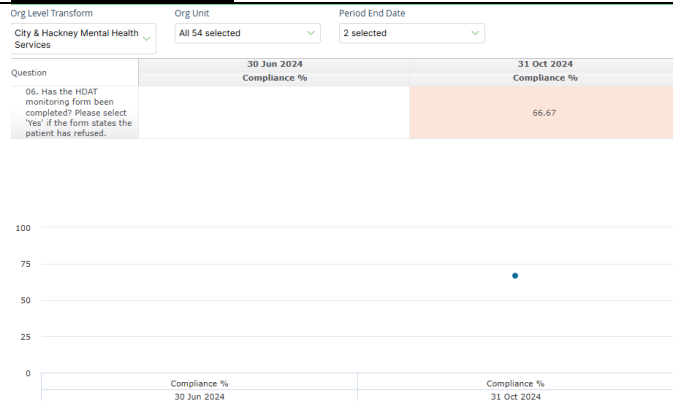 Org Level Transform
Org Unit
Period End Date
City & Hackney Mental Health
Services
All 54 selected
2 selected
Question
30 Jun 2024
31 Oct 2024
Compliance %
Compliance %
06. Has the HDAT
monitoring form been
completed? Please select
'Yes' if the form states the
patient has refused.
66.67
100
75
50
25
0
Compliance %
Compliance %
30 Jun 2024
31 Oct 2024